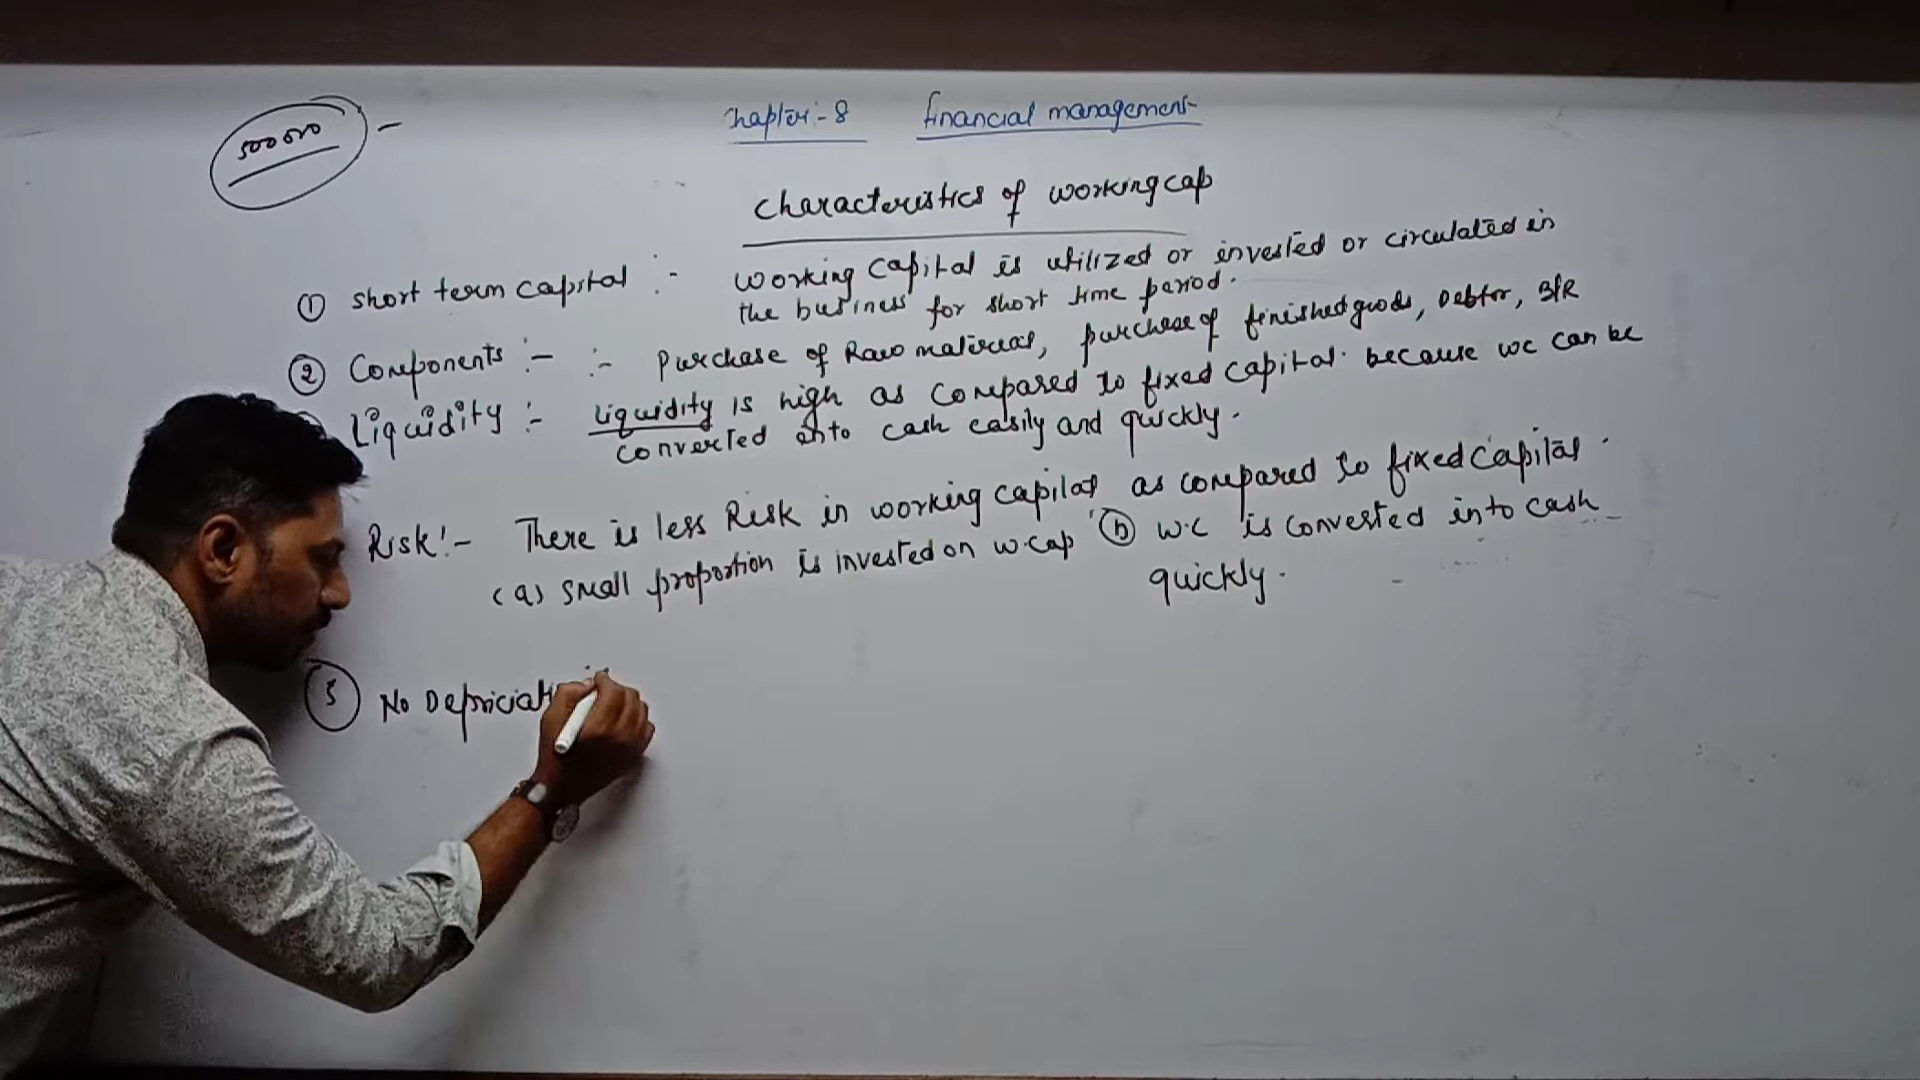 500000 -
Chapter:- 8 financial management
Characteristics of working cap
① short term capital :- working capital is utilized or invested or circulated in
the business for short time period.
② Components :- :- Purchase of Raw material, purchase of finished goods, Debtor, B/R
Liquidity :- Liquidity is high as compared to fixed capital. because we can be
converted into cash easily and quickly.
Risk :- There is less Risk in working capital as compared to fixed capital.
(a) small proportion is invested on w.cap (b) w.c is converted into cash
quickly.
⑤ No Depriciati